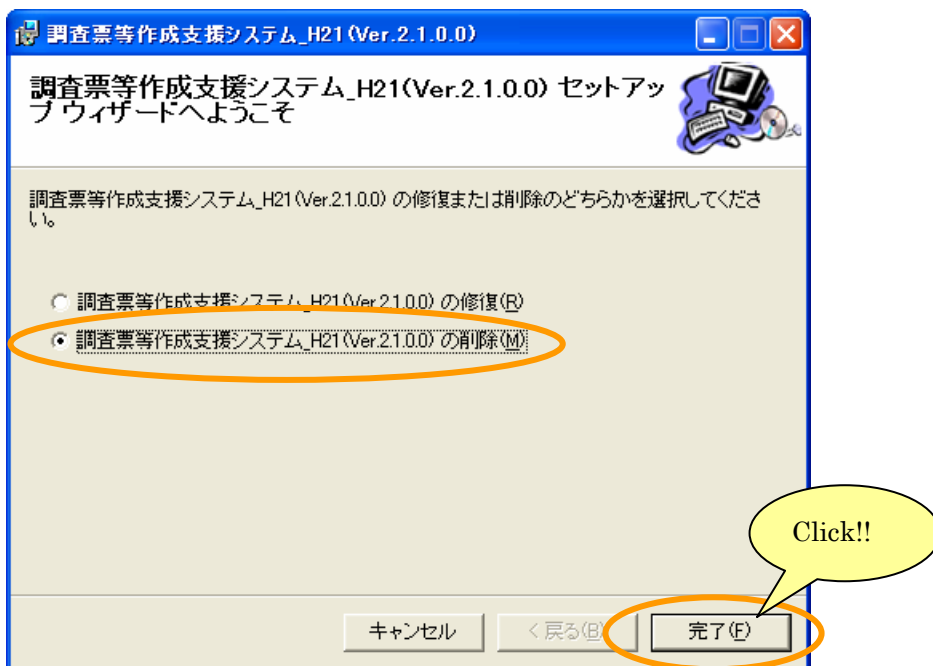 調査票等作成支援システム_H21(Ver.2.1.0.0)
調査票等作成支援システム_H21(Ver.2.1.0.0) セットアッ
プ ウィザードへようこそ
調査票等作成支援システム_H21(Ver.2.1.0.0) の修復または削除のどちらかを選択してくださ
い。
調査票等作成支援システム_H21(Ver.2.1.0.0) の修復(R)
調査票等作成支援システム_H21(Ver.2.1.0.0) の削除(M)
Click!!
キャンセル
< 戻る(B)
完了(F)